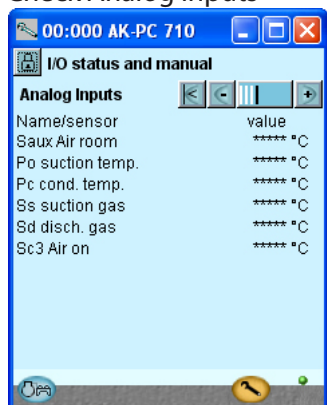 Check Analog Inputs
00:000 AK-PC 710
I/O status and manual
Analog Inputs
Name/sensor value
Saux Air room ***** °C
Po suction temp. ***** °C
Pc cond. temp. ***** °C
Ss suction gas ***** °C
Sd disch. gas ***** °C
Sc3 Air on ***** °C